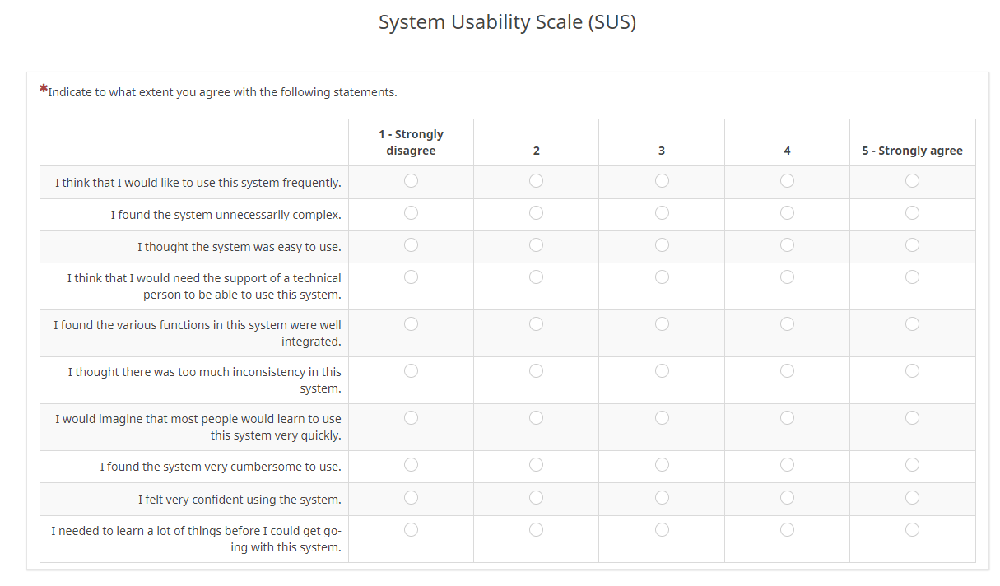 System Usability Scale (SUS)
*Indicate to what extent you agree with the following statements.
1 - Strongly disagree 2 3 4 5 - Strongly agree
I think that I would like to use this system frequently.
I found the system unnecessarily complex.
I thought the system was easy to use.
I think that I would need the support of a technical
person to be able to use this system.
I found the various functions in this system were well
integrated.
I thought there was too much inconsistency in this
system.
I would imagine that most people would learn to use
this system very quickly.
I found the system very cumbersome to use.
I felt very confident using the system.
I needed to learn a lot of things before I could get go-
ing with this system.